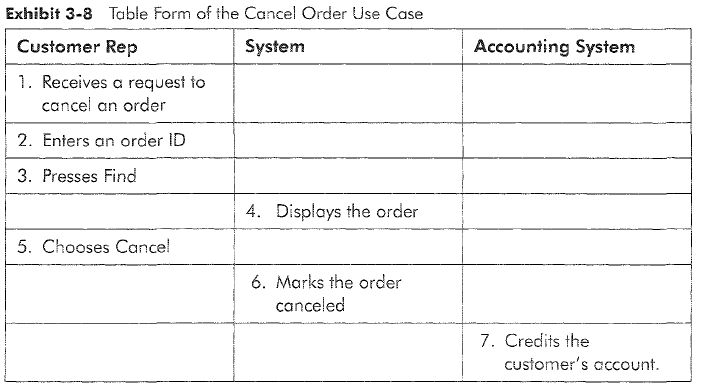 Exhibit 3-8 Table Form of the Cancel Order Use Case
Customer Rep System Accounting System
1. Receives a request to
cancel an order
2. Enters an order ID
3. Presses Find
4. Displays the order
5. Chooses Cancel
6. Marks the order
canceled
7. Credits the
customer's account.